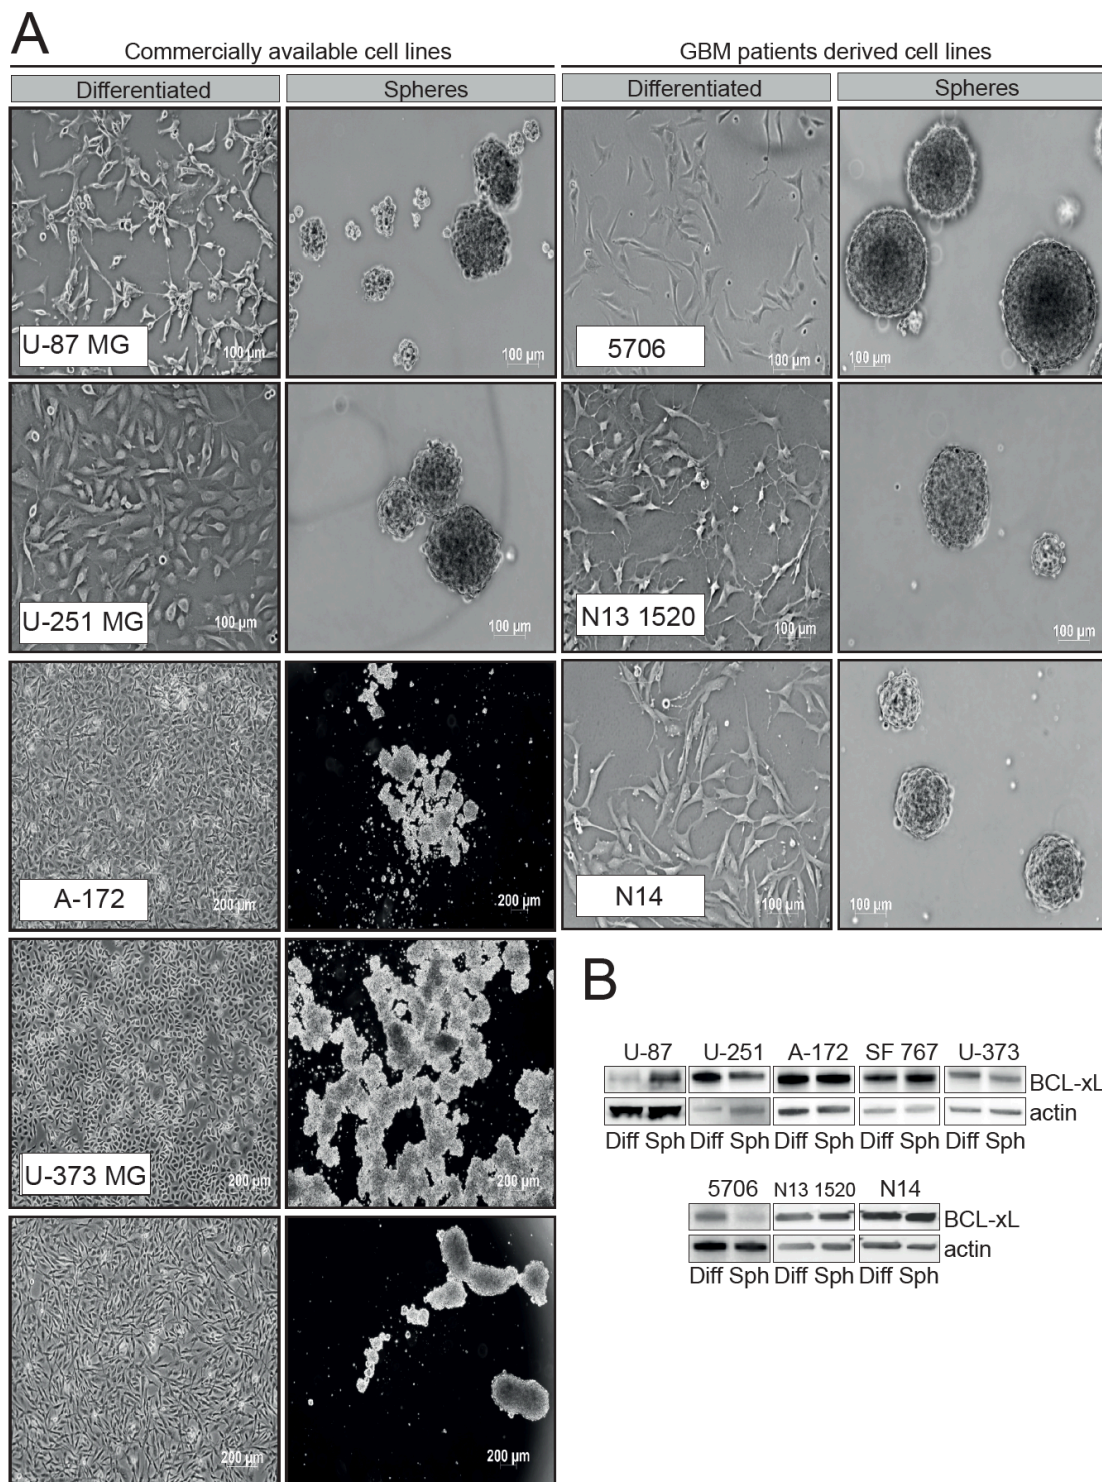 A
Commercially available cell lines
GBM patients derived cell lines
Differentiated
Spheres
Differentiated
Spheres
U-87 MG
100 µm
100 µm
5706
100 µm
100 µm
U-251 MG
100 µm
100 µm
N13 1520
100 µm
100 µm
A-172
200 µm
200 µm
N14
100 µm
100 µm
U-373 MG
200 µm
200 µm
200 µm
200 µm
B
U-87 U-251 A-172 SF 767 U-373
BCL-xL
actin
Diff Sph Diff Sph Diff Sph Diff Sph Diff Sph
5706 N13 1520 N14
BCL-xL
actin
Diff Sph Diff Sph Diff Sph